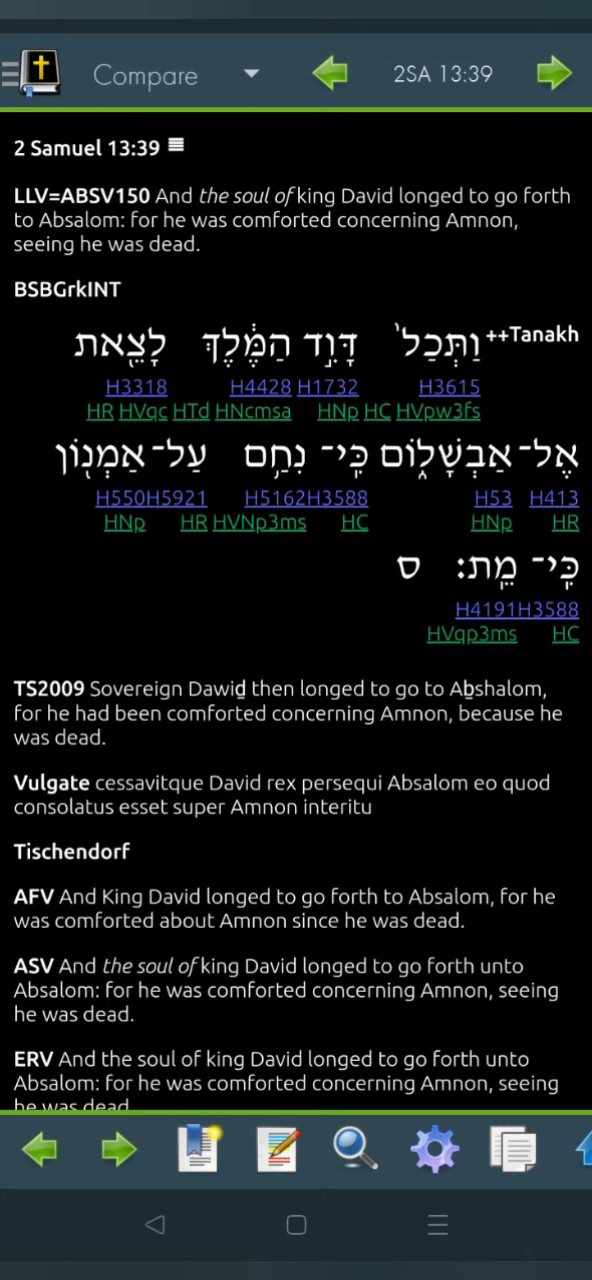 Compare
2SA 13:39
2 Samuel 13:39
LLV=ABSV150 And the soul of king David longed to go forth
to Absalom: for he was comforted concerning Amnon,
seeing he was dead.
BSBGrkINT
++Tanakh וַתְּכַל֙ דָּוִ֣ד הַמֶּ֔לֶךְ לָצֵ֖את
H3318 H4428 H1732 H3615
HR HVqc HTd HNcmsa HNp HC HVpw3fs
אֶל־ אַבְשָׁל֑וֹם כִּֽי־ נִחַ֥ם עַל־ אַמְנ֖וֹן
H550H5921 H5162H3588 H53 H413
HNp HR HVNp3ms HC HNp HR
כִּֽי־ מֵֽת׃ ס
H4191H3588
HVqp3ms HC
TS2009 Sovereign Dawiḏ then longed to go to Aḇshalom,
for he had been comforted concerning Amnon, because he
was dead.
Vulgate cessavitque David rex persequi Absalom eo quod
consolatus esset super Amnon interitu
Tischendorf
AFV And King David longed to go forth to Absalom, for he
was comforted about Amnon since he was dead.
ASV And the soul of king David longed to go forth unto
Absalom: for he was comforted concerning Amnon, seeing
he was dead.
ERV And the soul of king David longed to go forth unto
Absalom: for he was comforted concerning Amnon, seeing
he was dead